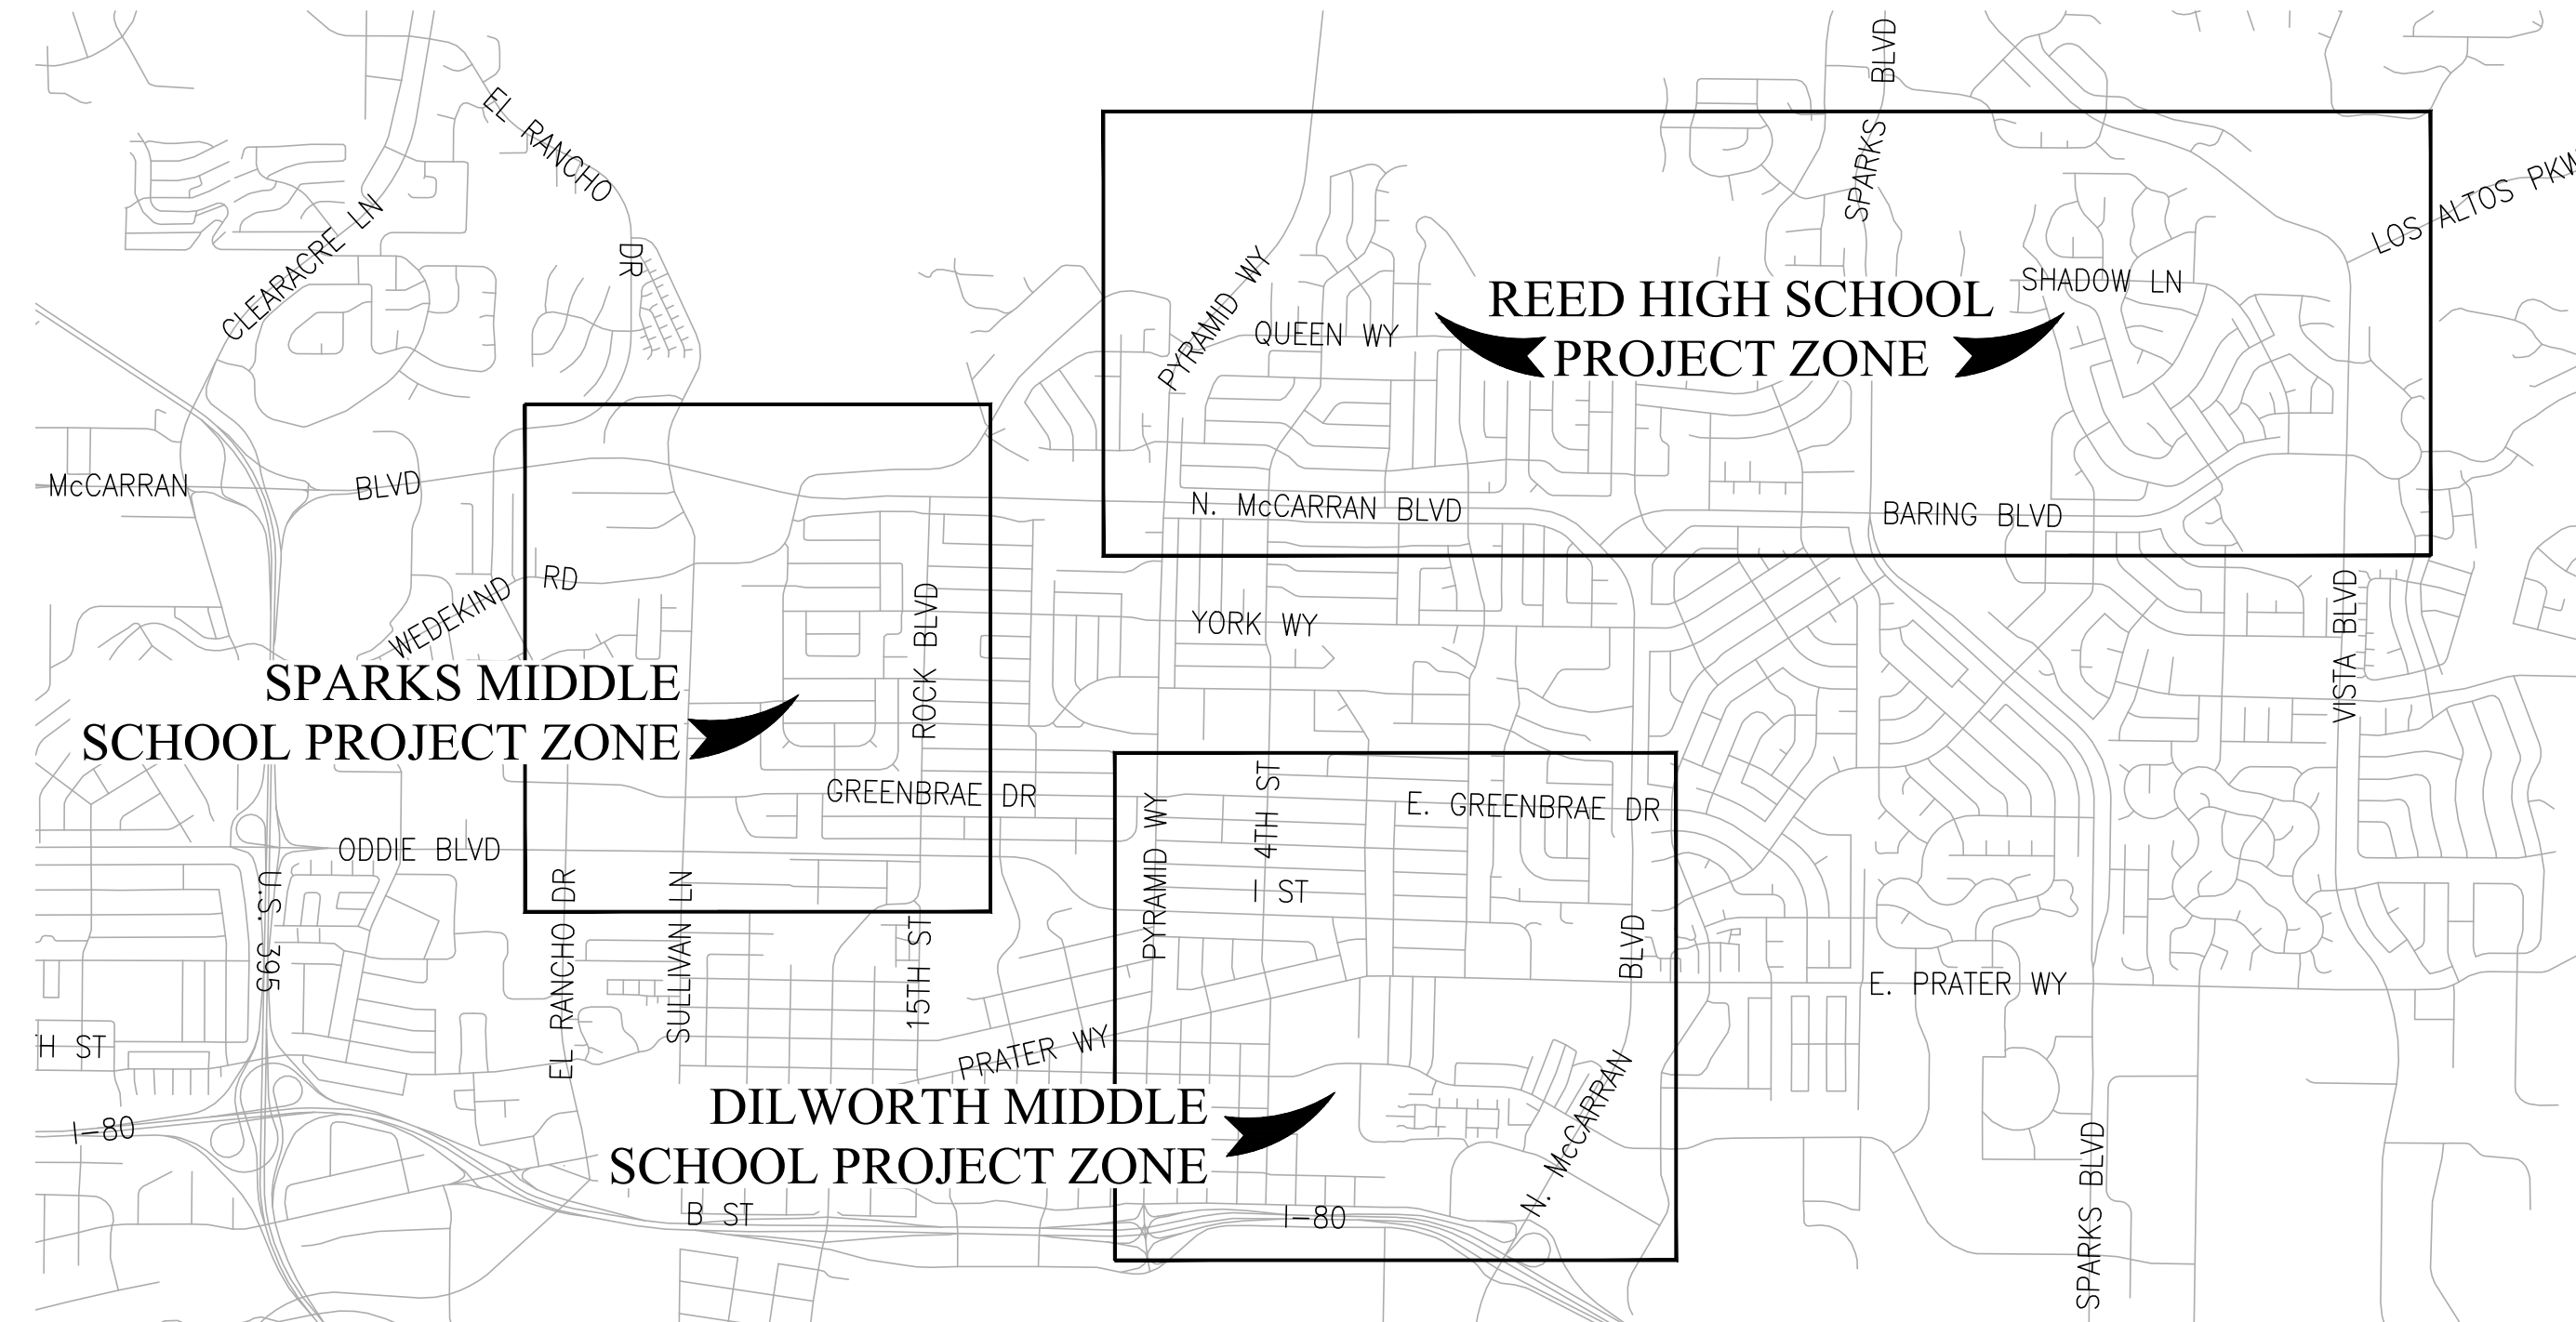 SPARKS BLVD
EL RANCHO DR
CLEARACRE LN
LOS ALTOS PKW
PYRAMID WY
QUEEN WY
REED HIGH SCHOOL
PROJECT ZONE
SHADOW LN
McCARRAN BLVD
N. McCARRAN BLVD
BARING BLVD
WEDEKIND RD
ROCK BLVD
YORK WY
VISTA BLVD
SPARKS MIDDLE
SCHOOL PROJECT ZONE
GREENBRAE DR
E. GREENBRAE DR
4TH ST
PYRAMID WY
ODDIE BLVD
I ST
U.S. 395
EL RANCHO DR
SULLIVAN LN
15TH ST
N. McCARRAN BLVD
E. PRATER WY
TH ST
PRATER WY
DILWORTH MIDDLE
SCHOOL PROJECT ZONE
I-80
B ST
I-80
SPARKS BLVD